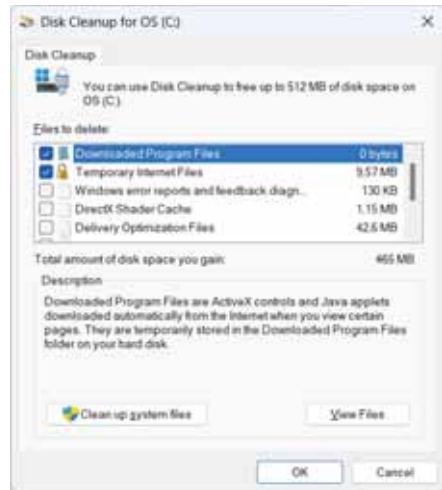 Disk Cleanup for OS (C:)
Disk Cleanup
You can use Disk Cleanup to free up to 512 MB of disk space on
OS (C:).
Files to delete:
Downloaded Program Files 0 bytes
Temporary Internet Files 9.57 MB
Windows error reports and feedback diagn... 130 KB
DirectX Shader Cache 1.15 MB
Delivery Optimization Files 42.6 MB
Total amount of disk space you gain: 465 MB
Description
Downloaded Program Files are ActiveX controls and Java applets
downloaded automatically from the Internet when you view certain
pages. They are temporarily stored in the Downloaded Program Files
folder on your hard disk.
Clean up system files View Files
OK Cancel